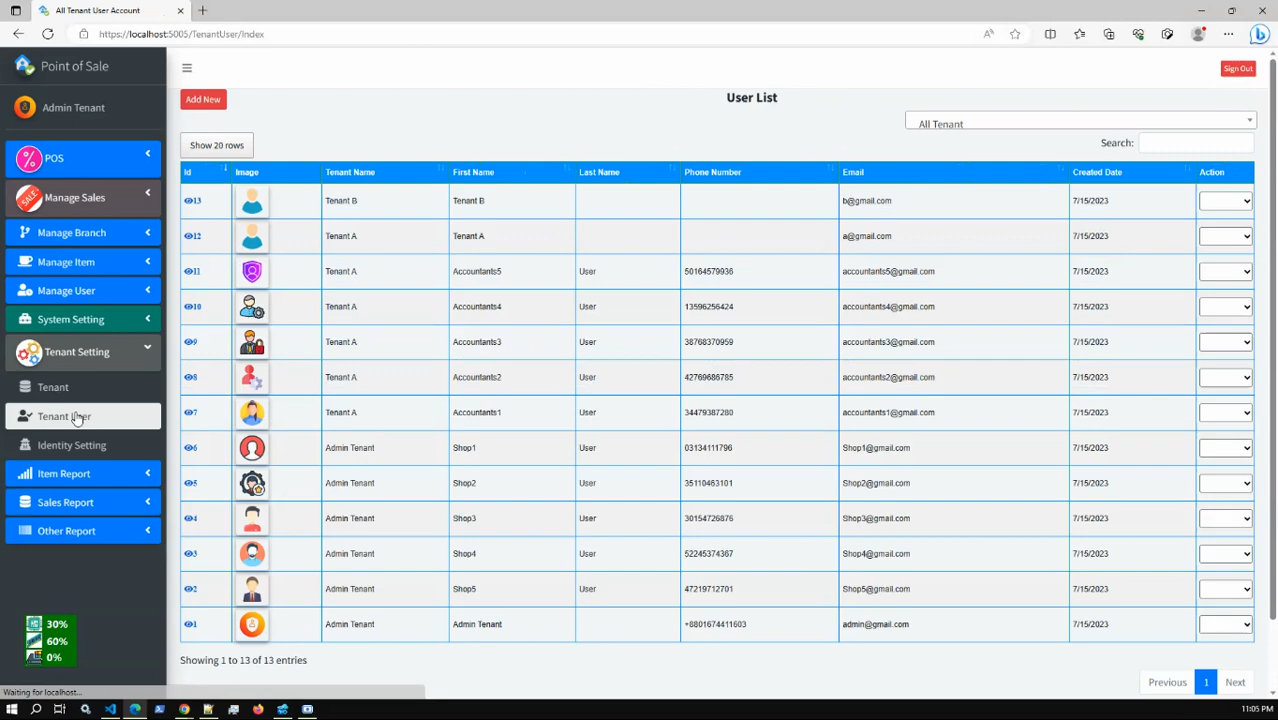 All Tenant User Account
https://localhost:5005/TenantUser/Index
Point of Sale
Sign Out
Admin Tenant
POS
Manage Sales
Manage Branch
Manage Item
Manage User
System Setting
Tenant Setting
Tenant
Tenant User
Identity Setting
Item Report
Sales Report
Other Report
30%
60%
0%
Add New
User List
All Tenant
Show 20 rows
Search:
Id Image Tenant Name First Name Last Name Phone Number Email Created Date Action
13 Tenant B Tenant B b@gmail.com 7/15/2023
12 Tenant A Tenant A a@gmail.com 7/15/2023
11 Tenant A Accountants5 User 50164579936 accountants5@gmail.com 7/15/2023
10 Tenant A Accountants4 User 13596256424 accountants4@gmail.com 7/15/2023
9 Tenant A Accountants3 User 38768370959 accountants3@gmail.com 7/15/2023
8 Tenant A Accountants2 User 42769686785 accountants2@gmail.com 7/15/2023
7 Tenant A Accountants1 User 34479387280 accountants1@gmail.com 7/15/2023
6 Admin Tenant Shop1 User 03134111796 Shop1@gmail.com 7/15/2023
5 Admin Tenant Shop2 User 35110463101 Shop2@gmail.com 7/15/2023
4 Admin Tenant Shop3 User 30154726876 Shop3@gmail.com 7/15/2023
3 Admin Tenant Shop4 User 52245374367 Shop4@gmail.com 7/15/2023
2 Admin Tenant Shop5 User 47219712701 Shop5@gmail.com 7/15/2023
1 Admin Tenant Admin Tenant +8801674411603 admin@gmail.com 7/15/2023
Showing 1 to 13 of 13 entries
Previous 1 Next
Waiting for localhost...
11:05 PM